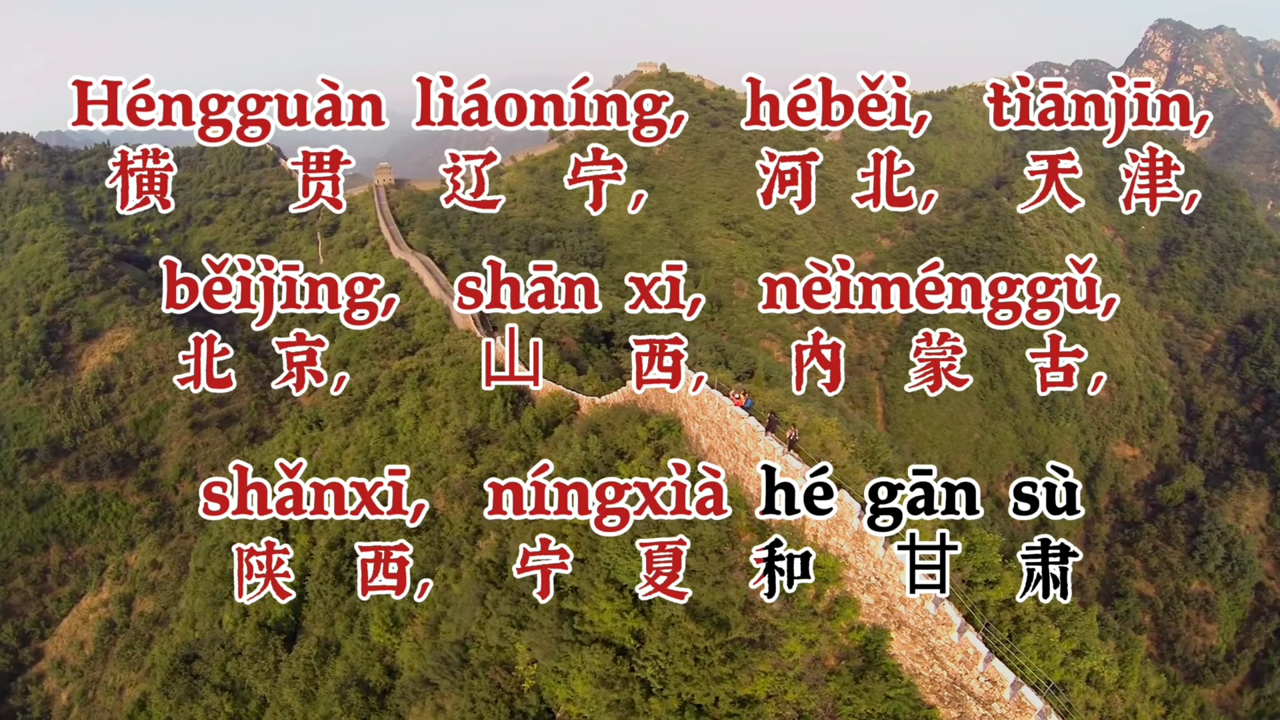 Héngguàn liáoníng, héběi, tiānjīn,
横贯辽宁, 河北, 天津,
běijīng, shān xī, nèiménggǔ,
北京, 山西, 内蒙古,
shǎnxī, níngxià hé gān sù
陕西, 宁夏和甘肃